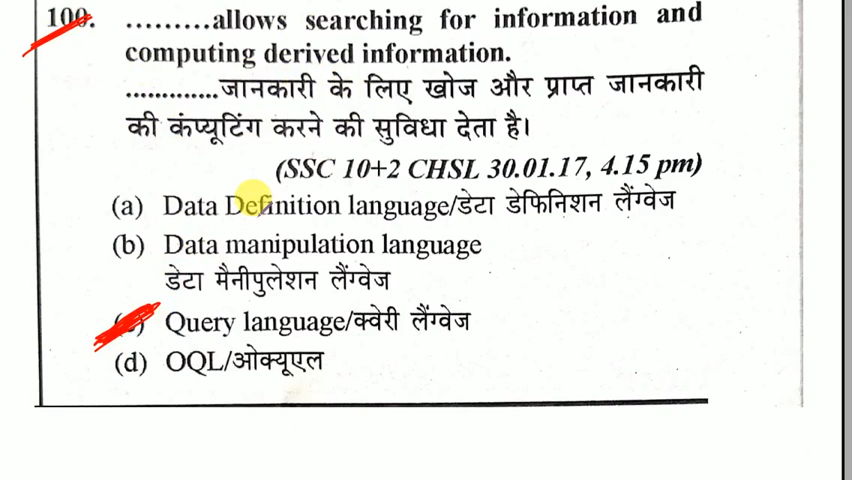 100. .........allows searching for information and
computing derived information.
.............जानकारी के लिए खोज और प्राप्त जानकारी
की कंप्यूटिंग करने की सुविधा देता है।
(SSC 10+2 CHSL 30.01.17, 4.15 pm)
(a) Data Definition language/डेटा डेफिनिशन लैंग्वेज
(b) Data manipulation language
डेटा मैनीपुलेशन लैंग्वेज
(c) Query language/क्वेरी लैंग्वेज
(d) OQL/ओक्यूएल